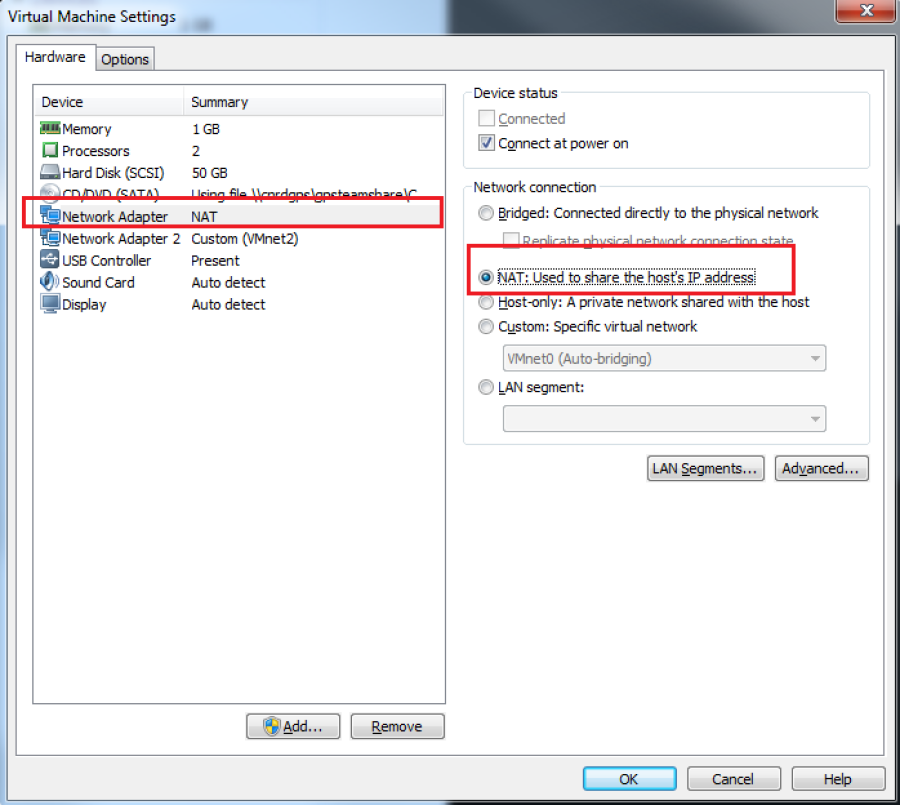 Virtual Machine Settings
Hardware Options
Device Summary
Memory 1 GB
Processors 2
Hard Disk (SCSI) 50 GB
CD/DVD (SATA) Using file \\cnrdgps\gpsteamshare\C
Network Adapter NAT
Network Adapter 2 Custom (VMnet2)
USB Controller Present
Sound Card Auto detect
Display Auto detect
Add... Remove
Device status
Connected
Connect at power on
Network connection
Bridged: Connected directly to the physical network
Replicate physical network connection state
NAT: Used to share the host's IP address
Host-only: A private network shared with the host
Custom: Specific virtual network
VMnet0 (Auto-bridging)
LAN segment:
LAN Segments... Advanced...
OK Cancel Help